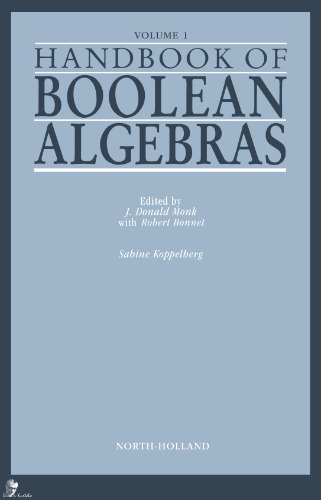 VOLUME 1
HANDBOOK OF
BOOLEAN
ALGEBRAS
Edited by
J. Donald Monk
with Robert Bonnet
Sabine Koppelberg
NORTH-HOLLAND